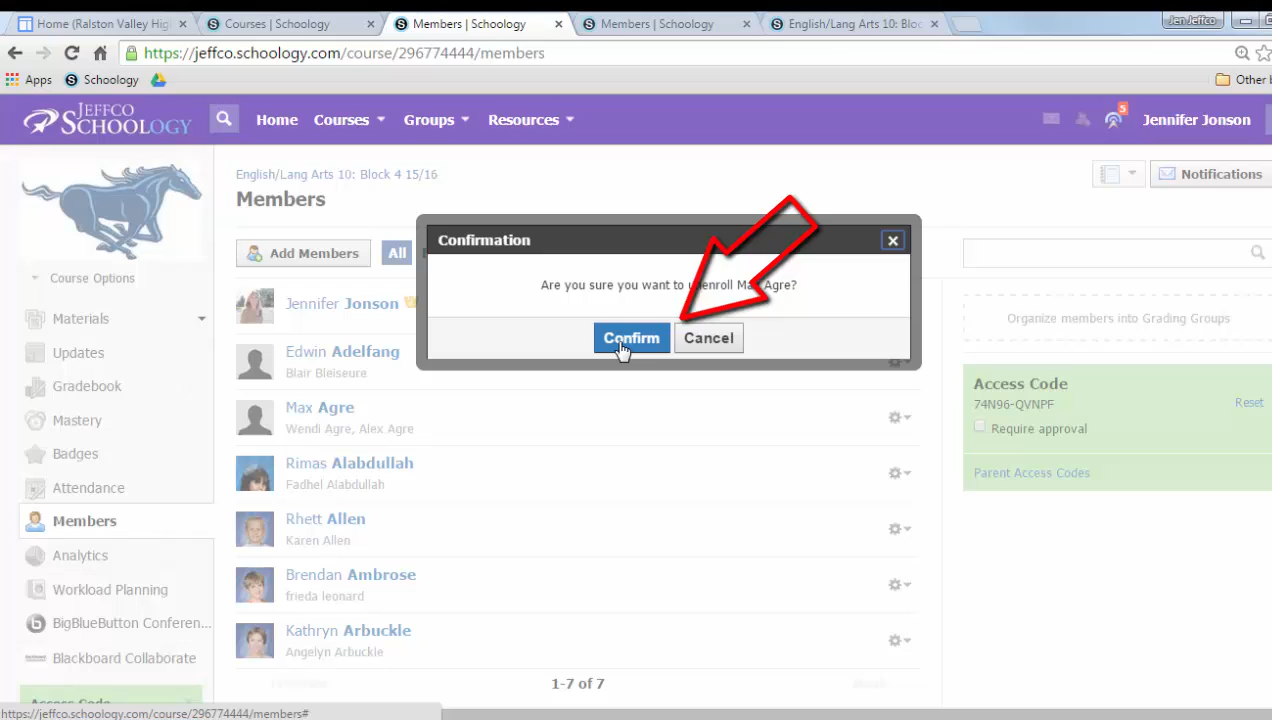 Home (Ralston Valley Hig
Courses | Schoology
Members | Schoology
Members | Schoology
English/Lang Arts 10: Bloc
Jen Jeffco
https://jeffco.schoology.com/course/296774444/members
Apps
Schoology
Other b
JEFFCO
SCHOOLOGY
Home
Courses
Groups
Resources
5
Jennifer Jonson
English/Lang Arts 10: Block 4 15/16
Members
Notifications
Add Members
All
Confirmation
Are you sure you want to unenroll Max Agre?
Confirm
Cancel
Course Options
Materials
Updates
Gradebook
Mastery
Badges
Attendance
Members
Analytics
Workload Planning
BigBlueButton Conferen...
Blackboard Collaborate
Access Code
Jennifer Jonson
Edwin Adelfang
Blair Bleiseure
Max Agre
Wendi Agre, Alex Agre
Rimas Alabdullah
Fadhel Alabdullah
Rhett Allen
Karen Allen
Brendan Ambrose
frieda leonard
Kathryn Arbuckle
Angelyn Arbuckle
1-7 of 7
Organize members into Grading Groups
Access Code
74N96-QVNPF
Reset
Require approval
Parent Access Codes
https://jeffco.schoology.com/course/296774444/members#